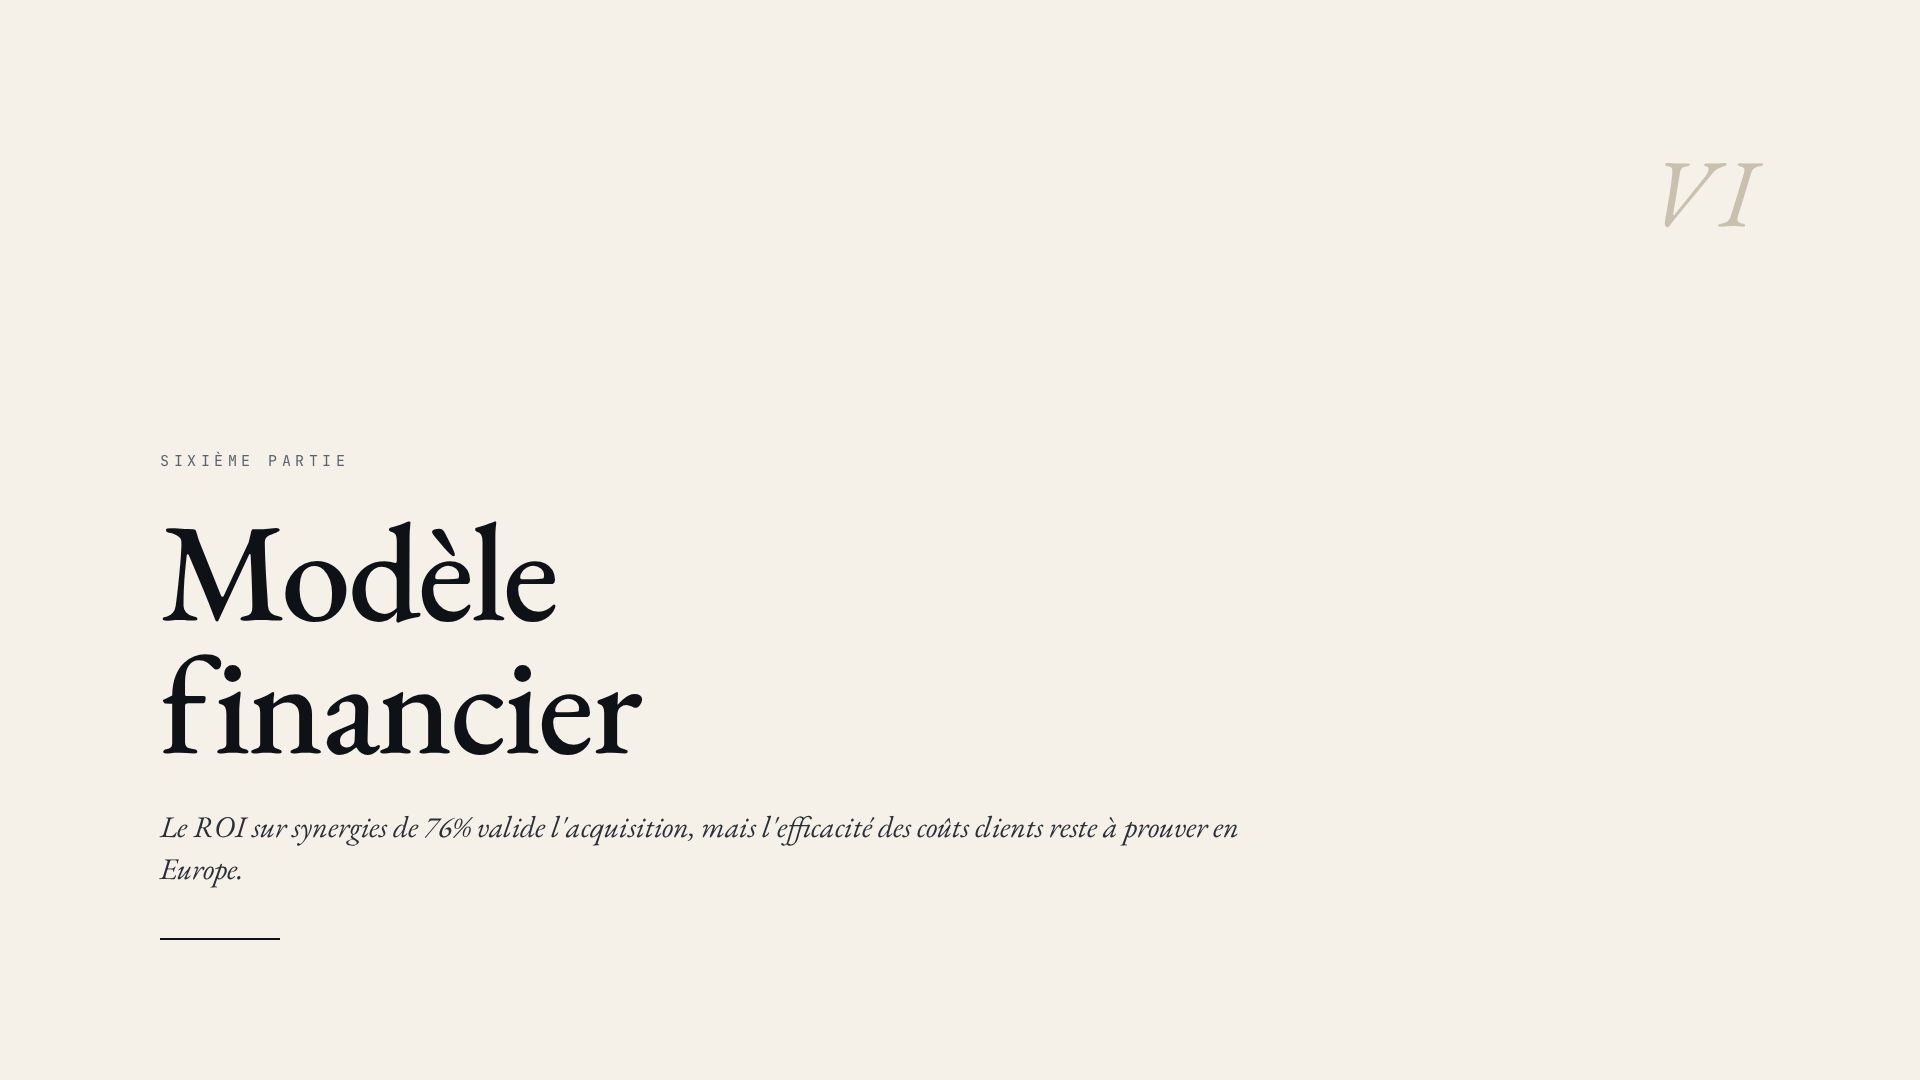 VI
SIXIÈME PARTIE
Modèle
financier
Le ROI sur synergies de 76% valide l'acquisition, mais l'efficacité des coûts clients reste à prouver en
Europe.